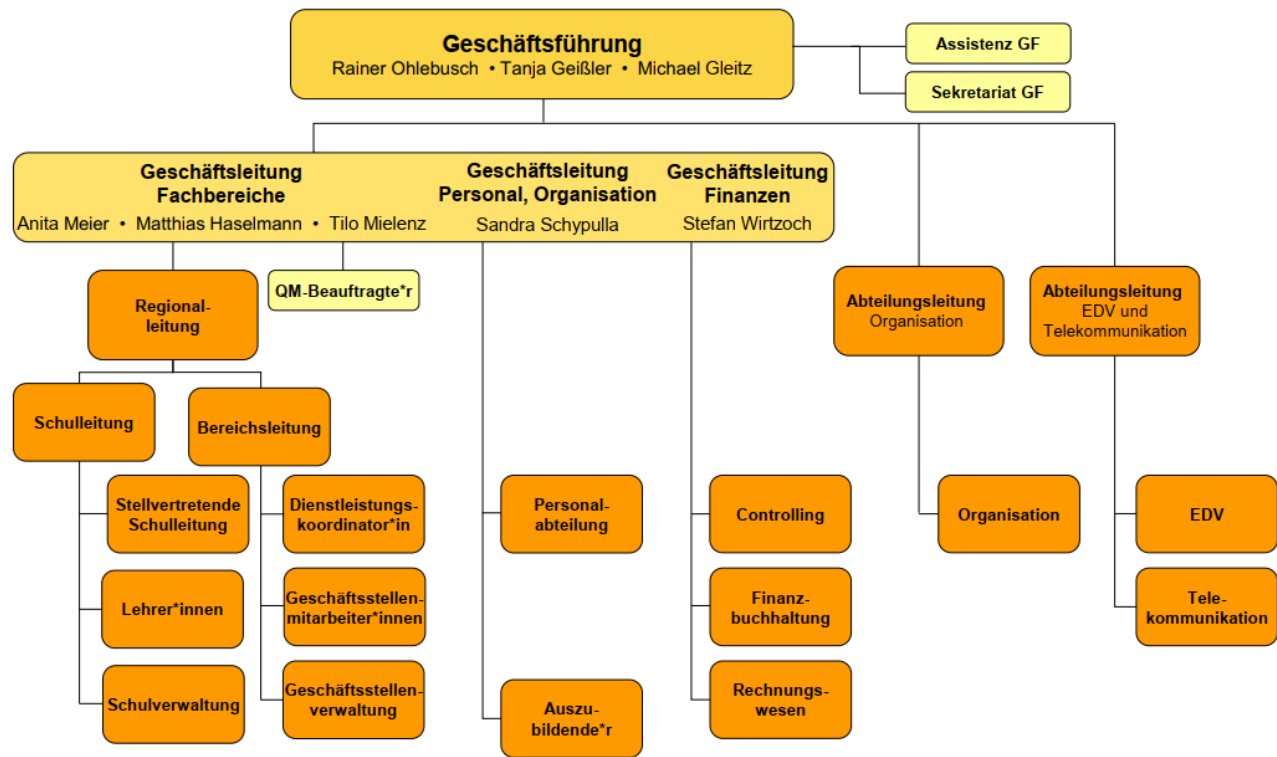 Geschäftsführung
Rainer Ohlebusch • Tanja Geißler • Michael Gleitz
Assistenz GF
Sekretariat GF
Geschäftsleitung
Fachbereiche
Anita Meier • Matthias Haselmann • Tilo Mielenz
Geschäftsleitung
Personal, Organisation
Sandra Schypulla
Geschäftsleitung
Finanzen
Stefan Wirtzoch
Regional-
leitung
QM-Beauftragte*r
Abteilungsleitung
Organisation
Abteilungsleitung
EDV und
Telekommunikation
Schulleitung
Bereichsleitung
Stellvertretende
Schulleitung
Dienstleistungs-
koordinator*in
Personal-
abteilung
Controlling
Organisation
EDV
Lehrer*innen
Geschäftsstellen-
mitarbeiter*innen
Finanz-
buchhaltung
Tele-
kommunikation
Schulverwaltung
Geschäftsstellen-
verwaltung
Auszu-
bildende*r
Rechnungs-
wesen